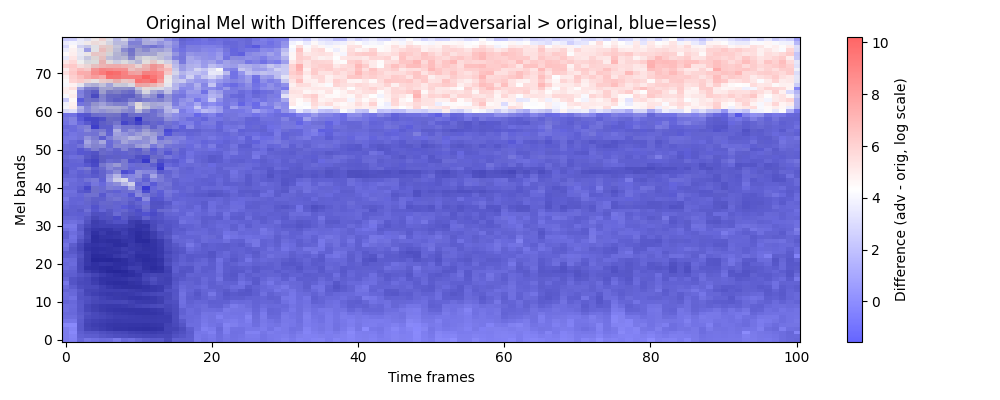 Original Mel with Differences (red=adversarial > original, blue=less)
Mel bands
70
60
50
40
30
20
10
0
0 20 40 60 80 100
Time frames
10
8
6
4
2
0
Difference (adv - orig, log scale)